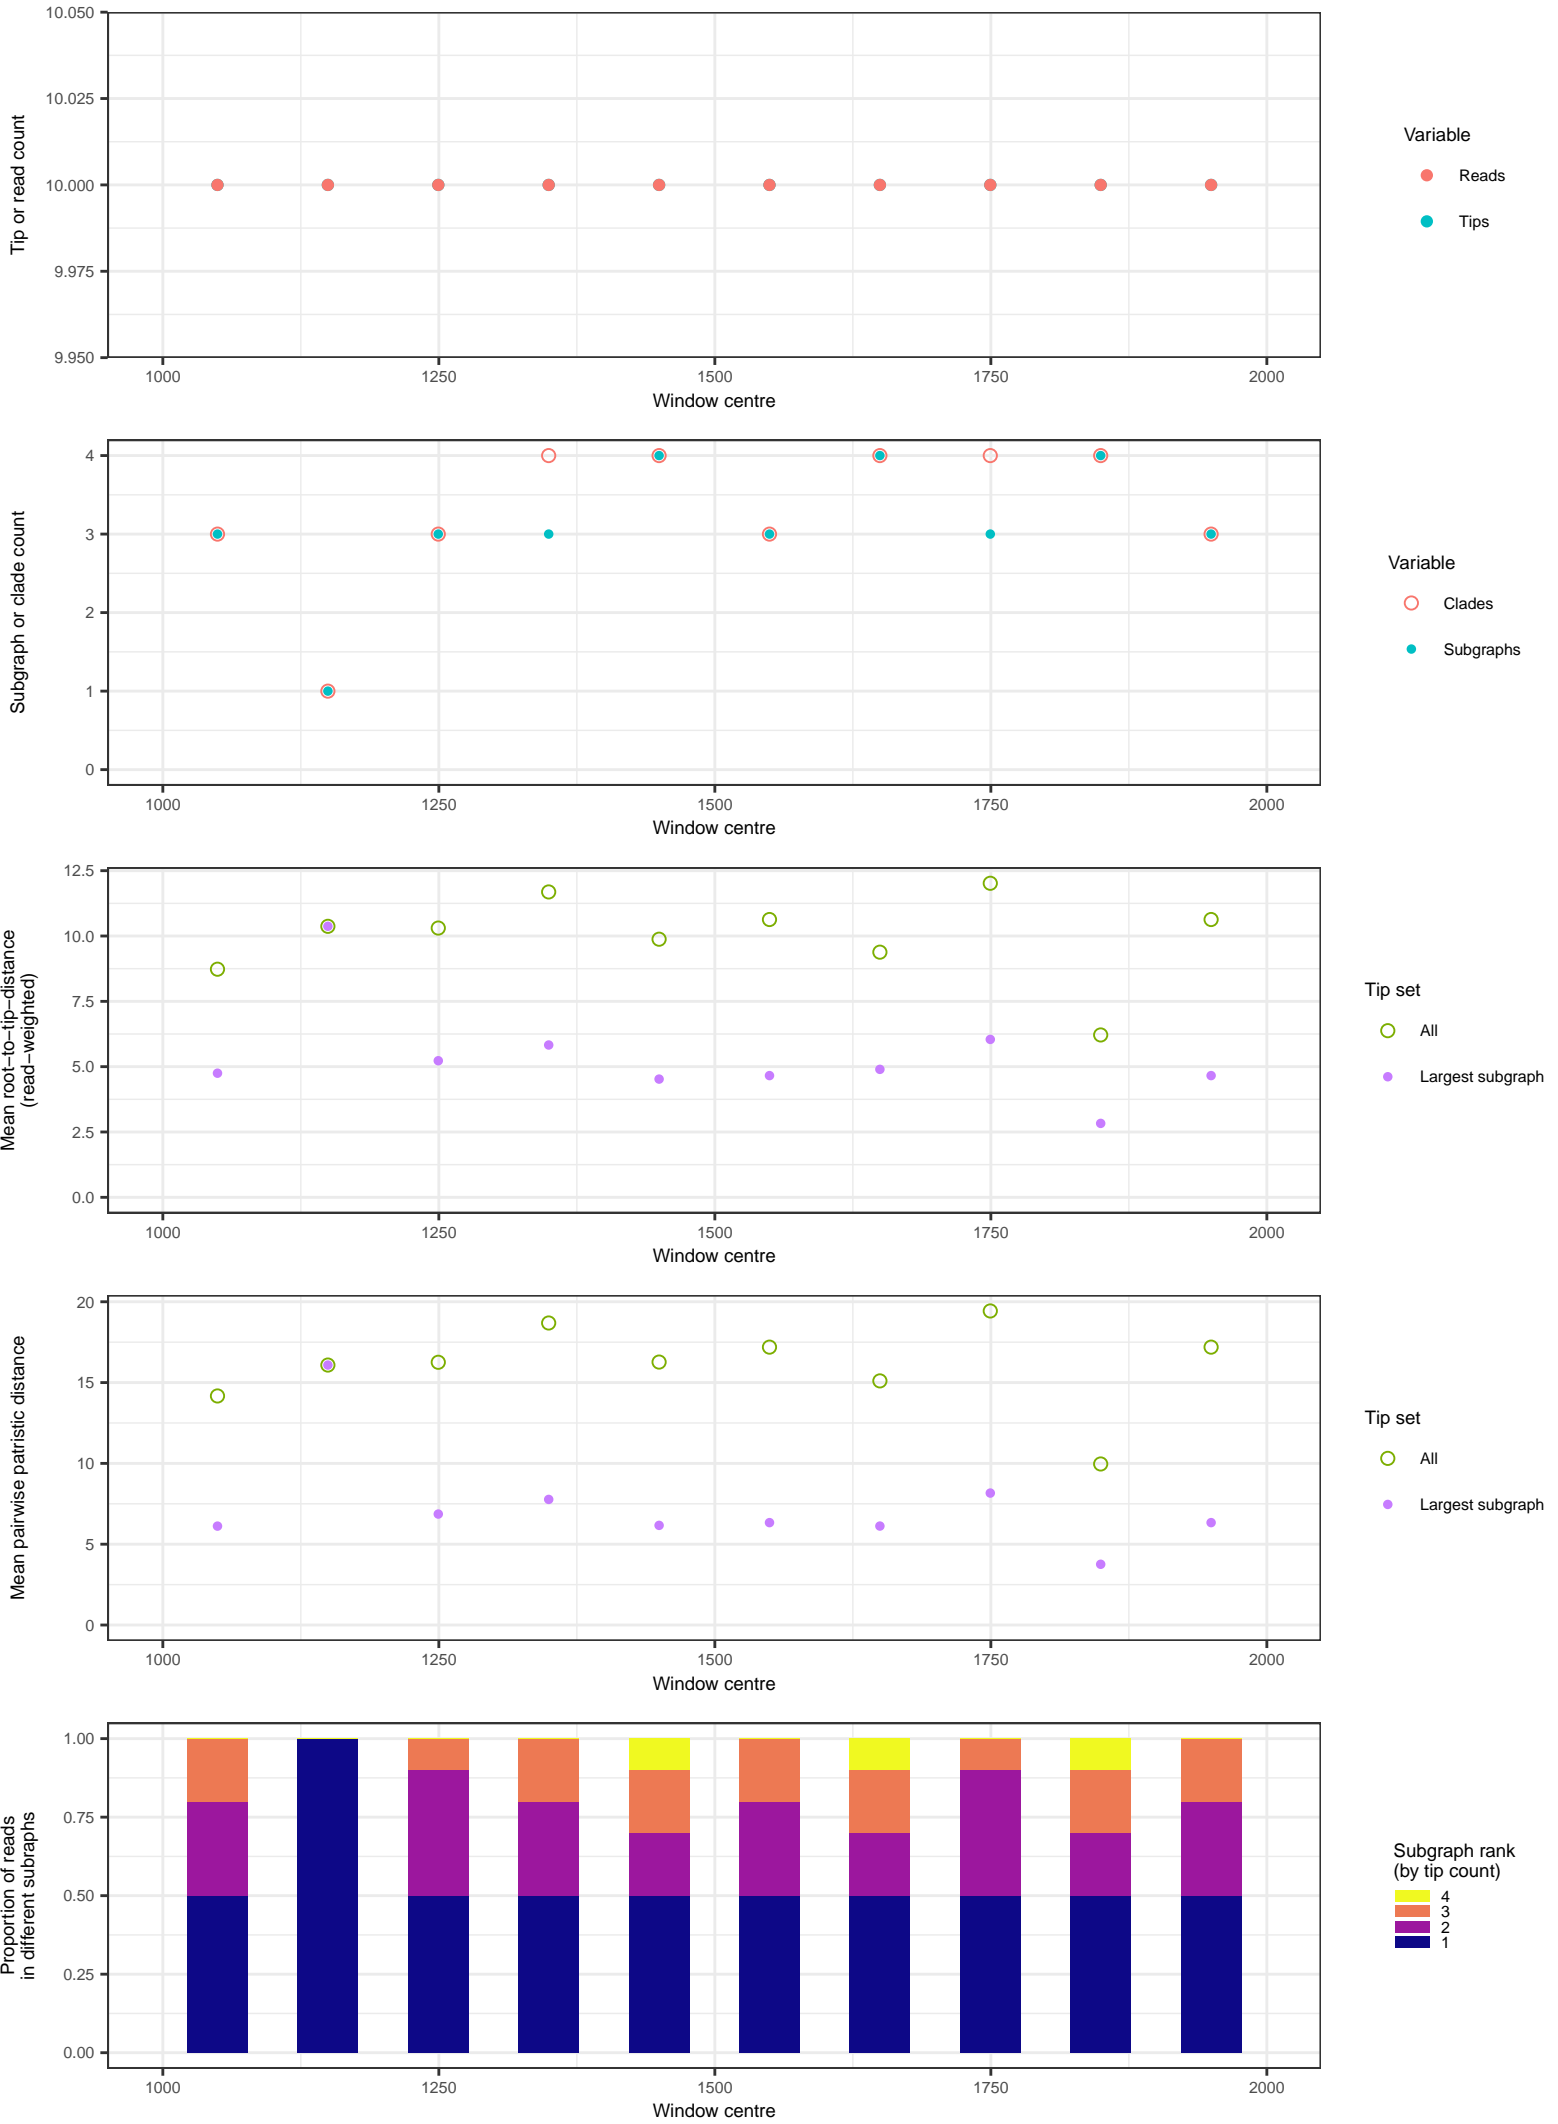 10.050
10.025
10.000
9.975
9.950
Tip or read count
1000 1250 1500 1750 2000
Window centre
Variable
Reads
Tips
4
3
2
1
0
Subgraph or clade count
1000 1250 1500 1750 2000
Window centre
Variable
Clades
Subgraphs
12.5
10.0
7.5
5.0
2.5
0.0
Mean root−to−tip−distance
(read−weighted)
1000 1250 1500 1750 2000
Window centre
Tip set
All
Largest subgraph
20
15
10
5
0
Mean pairwise patristic distance
1000 1250 1500 1750 2000
Window centre
Tip set
All
Largest subgraph
1.00
0.75
0.50
0.25
0.00
Proportion of reads
in different subraphs
1000 1250 1500 1750 2000
Window centre
Subgraph rank
(by tip count)
4
3
2
1